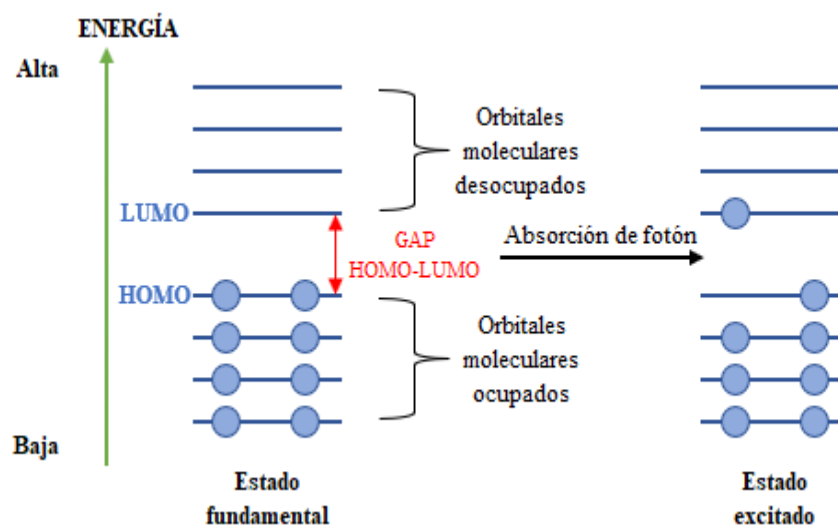 ENERGÍA
Alta
Orbitales
moleculares
desocupados
LUMO
GAP
HOMO-LUMO
Absorción de fotón
HOMO
Orbitales
moleculares
ocupados
Baja
Estado
fundamental
Estado
excitado